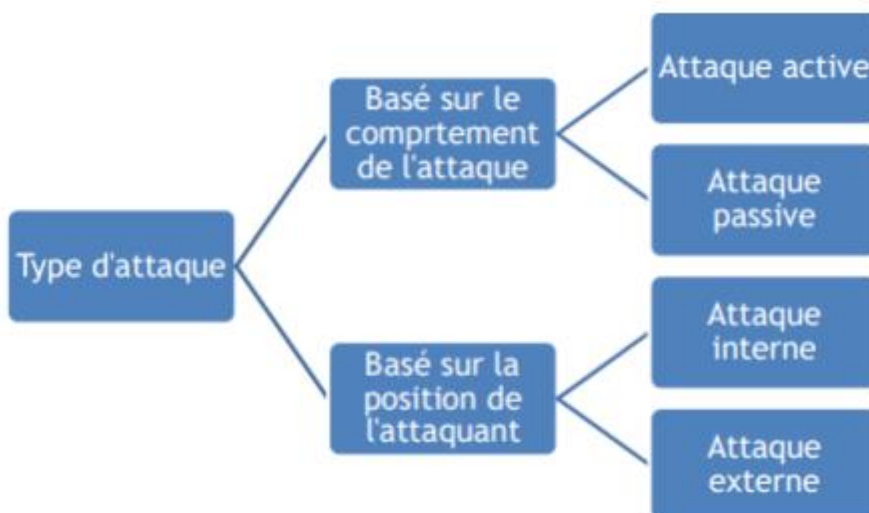 Type d'attaque
Basé sur le
comprtement
de l'attaque
Attaque active
Attaque
passive
Basé sur la
position de
l'attaquant
Attaque
interne
Attaque
externe